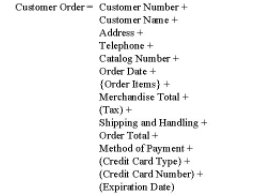 Customer Order = Customer Number +
Customer Name +
Address +
Telephone +
Catalog Number +
Order Date +
{Order Items} +
Merchandise Total +
(Tax) +
Shipping and Handling +
Order Total +
Method of Payment +
(Credit Card Type) +
(Credit Card Number) +
(Expiration Date)